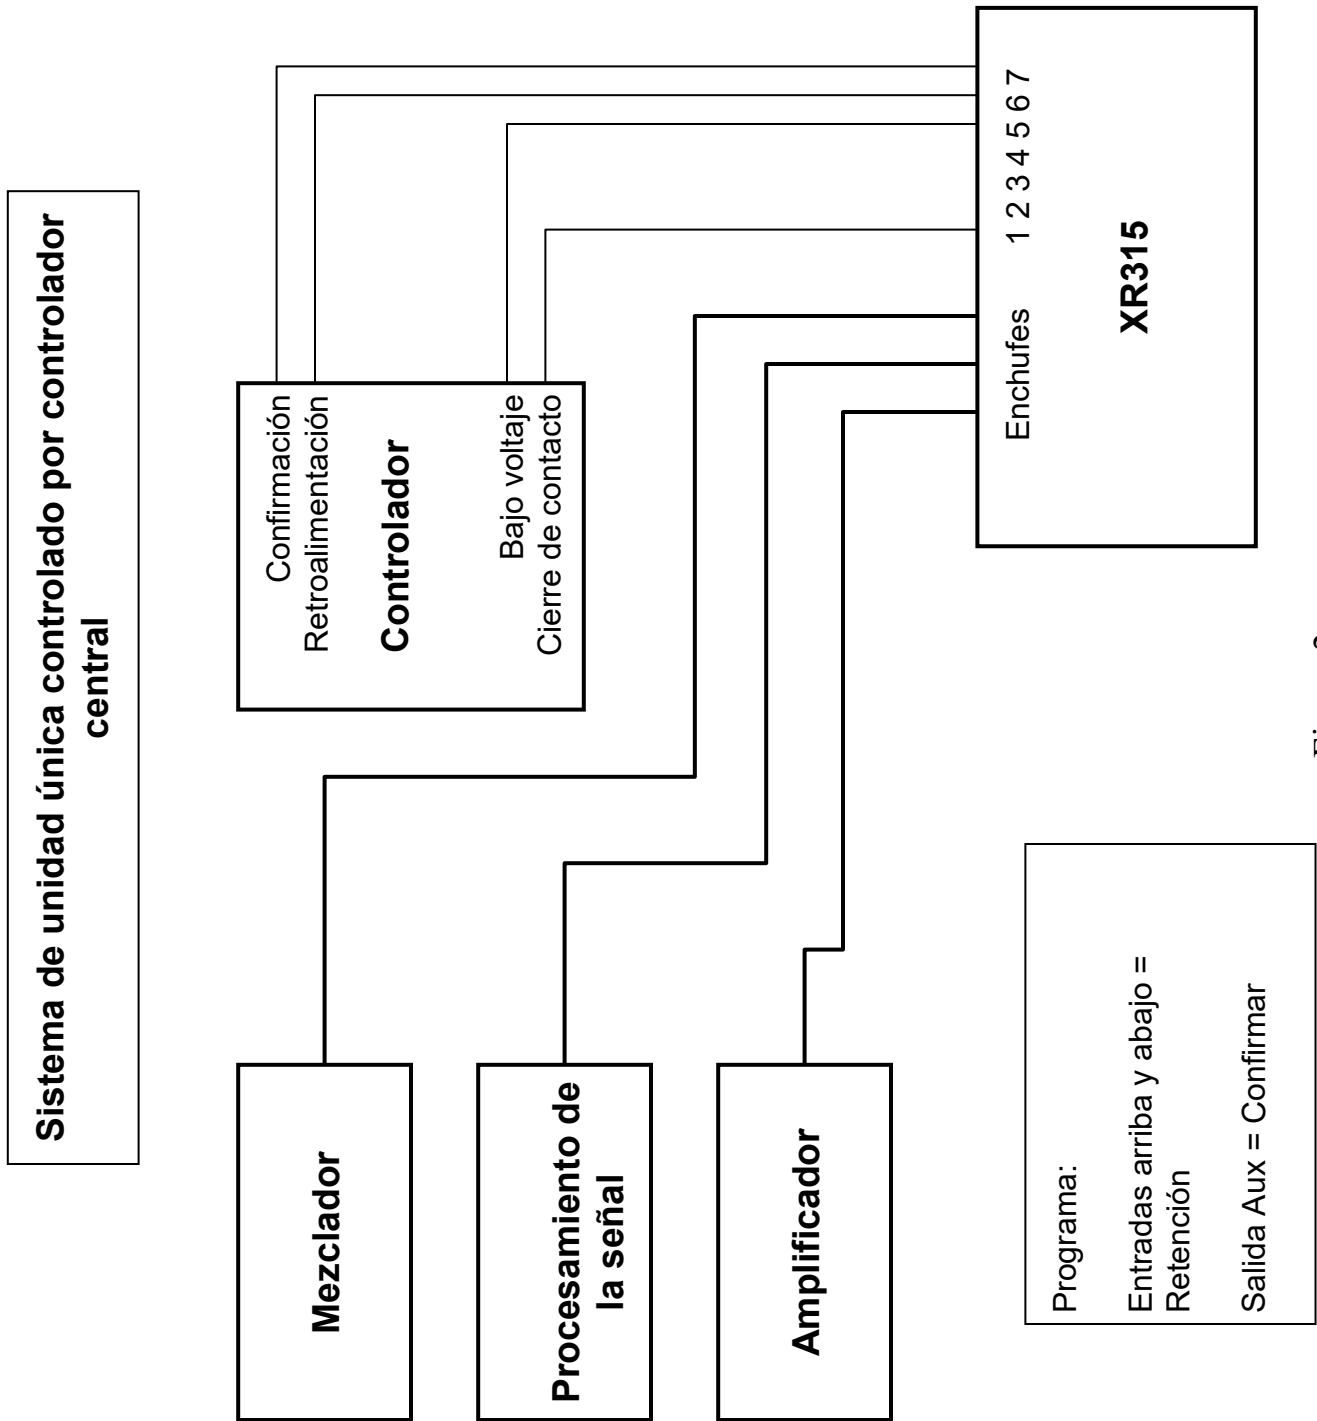 Sistema de unidad única controlado por controlador
central
Mezclador
Procesamiento de
la señal
Amplificador
Confirmación
Retroalimentación
Controlador
Bajo voltaje
Cierre de contacto
Enchufes 1 2 3 4 5 6 7
XR315
Programa:
Entradas arriba y abajo =
Retención
Salida Aux = Confirmar